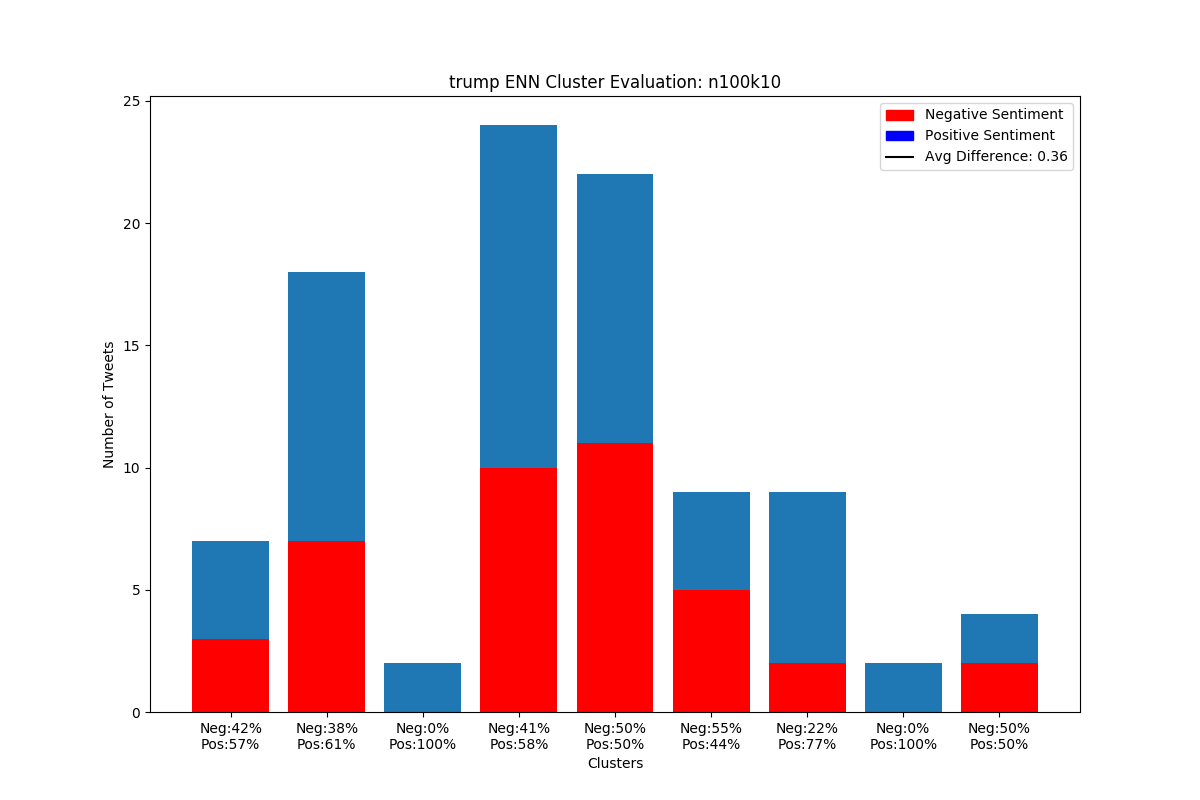 trump ENN Cluster Evaluation: n100k10
Negative Sentiment
Positive Sentiment
Avg Difference: 0.36
Number of Tweets
25
20
15
10
5
0
Neg:42% Neg:38% Neg:0% Neg:41% Neg:50% Neg:55% Neg:22% Neg:0% Neg:50%
Pos:57% Pos:61% Pos:100% Pos:58% Pos:50% Pos:44% Pos:77% Pos:100% Pos:50%
Clusters